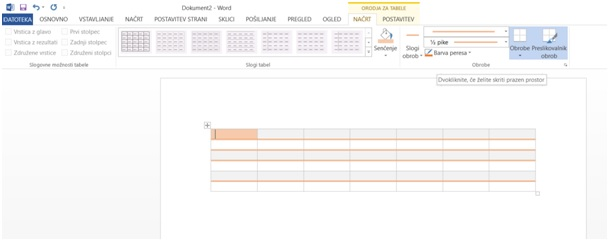 Dokument2 - Word
ORODJA ZA TABELE
DATOTEKA OSNOVNO VSTAVLJANJE NAČRT POSTAVITEV STRANI SKLICI POŠILJANJE PREGLED OGLED NAČRT POSTAVITEV
Vrstica z glavo
Prvi stolpec
Vrstica z rezultati
Zadnji stolpec
Združene vrstice
Združeni stolpci
Slogovne možnosti tabele
Slogi tabel
Senčenje
Slogi obrob
½ pike
Barva peresa
Obrobe
Preslikovalnik obrob
Obrobe
Dvokliknite, če želite skriti prazen prostor